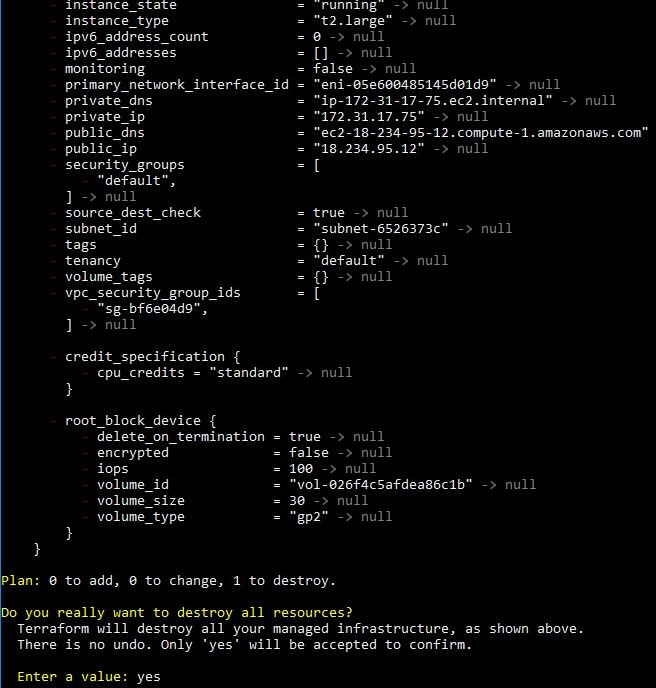 - instance_state = "running" -> null
- instance_type = "t2.large" -> null
- ipv6_address_count = 0 -> null
- ipv6_addresses = [] -> null
- monitoring = false -> null
- primary_network_interface_id = "eni-05e600485145d01d9" -> null
- private_dns = "ip-172-31-17-75.ec2.internal" -> null
- private_ip = "172.31.17.75" -> null
- public_dns = "ec2-18-234-95-12.compute-1.amazonaws.com"
- public_ip = "18.234.95.12" -> null
- security_groups = [
- "default",
] -> null
- source_dest_check = true -> null
- subnet_id = "subnet-6526373c" -> null
- tags = {} -> null
- tenancy = "default" -> null
- volume_tags = {} -> null
- vpc_security_group_ids = [
- "sg-bf6e04d9",
] -> null
- credit_specification {
- cpu_credits = "standard" -> null
}
- root_block_device {
- delete_on_termination = true -> null
- encrypted = false -> null
- iops = 100 -> null
- volume_id = "vol-026f4c5afdea86c1b" -> null
- volume_size = 30 -> null
- volume_type = "gp2" -> null
}
}
Plan: 0 to add, 0 to change, 1 to destroy.
Do you really want to destroy all resources?
Terraform will destroy all your managed infrastructure, as shown above.
There is no undo. Only 'yes' will be accepted to confirm.
Enter a value: yes